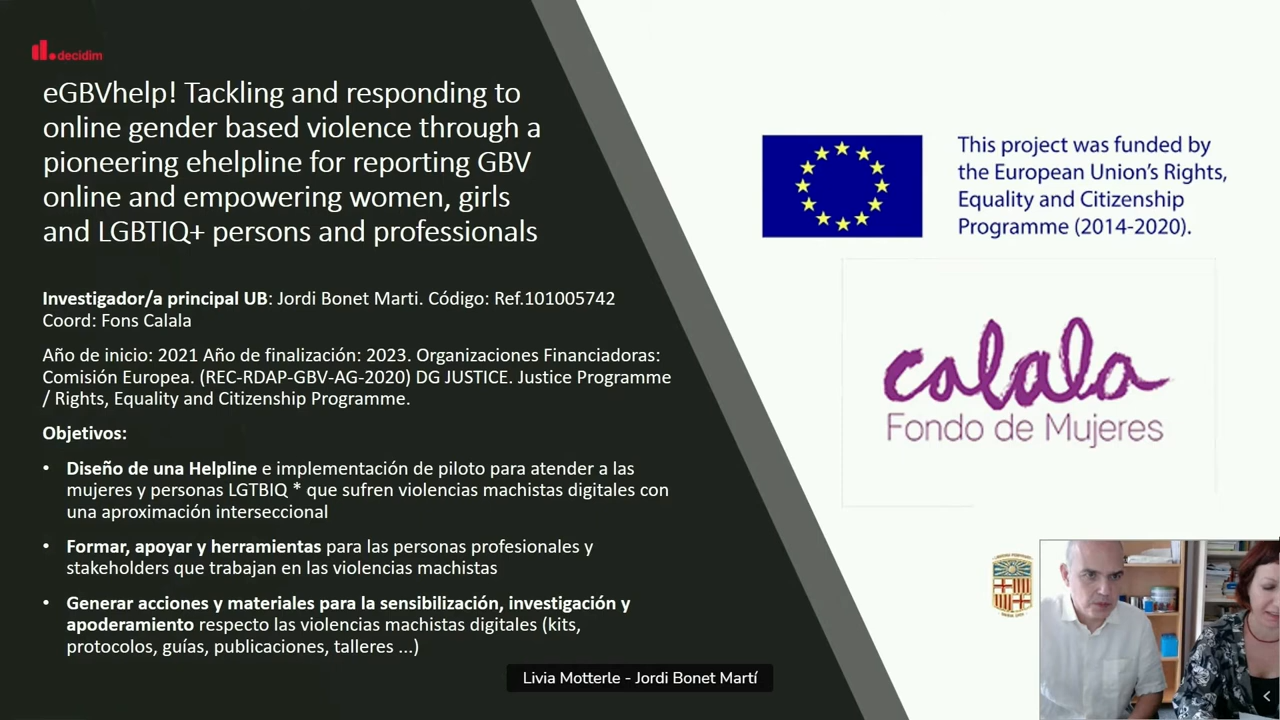 decidim
eGBVhelp! Tackling and responding to
online gender based violence through a
pioneering ehelpline for reporting GBV
online and empowering women, girls
and LGBTIQ+ persons and professionals
Investigador/a principal UB: Jordi Bonet Marti. Código: Ref.101005742
Coord: Fons Calala
Año de inicio: 2021 Año de finalización: 2023. Organizaciones Financiadoras:
Comisión Europea. (REC-RDAP-GBV-AG-2020) DG JUSTICE. Justice Programme
/ Rights, Equality and Citizenship Programme.
Objetivos:
• Diseño de una Helpline e implementación de piloto para atender a las
mujeres y personas LGTBIQ * que sufren violencias machistas digitales con
una aproximación interseccional
• Formar, apoyar y herramientas para las personas profesionales y
stakeholders que trabajan en las violencias machistas
• Generar acciones y materiales para la sensibilización, investigación y
apoderamiento respecto las violencias machistas digitales (kits,
protocolos, guías, publicaciones, talleres ...)
This project was funded by
the European Union's Rights,
Equality and Citizenship
Programme (2014-2020).
calala
Fondo de Mujeres
Livia Motterle - Jordi Bonet Martí